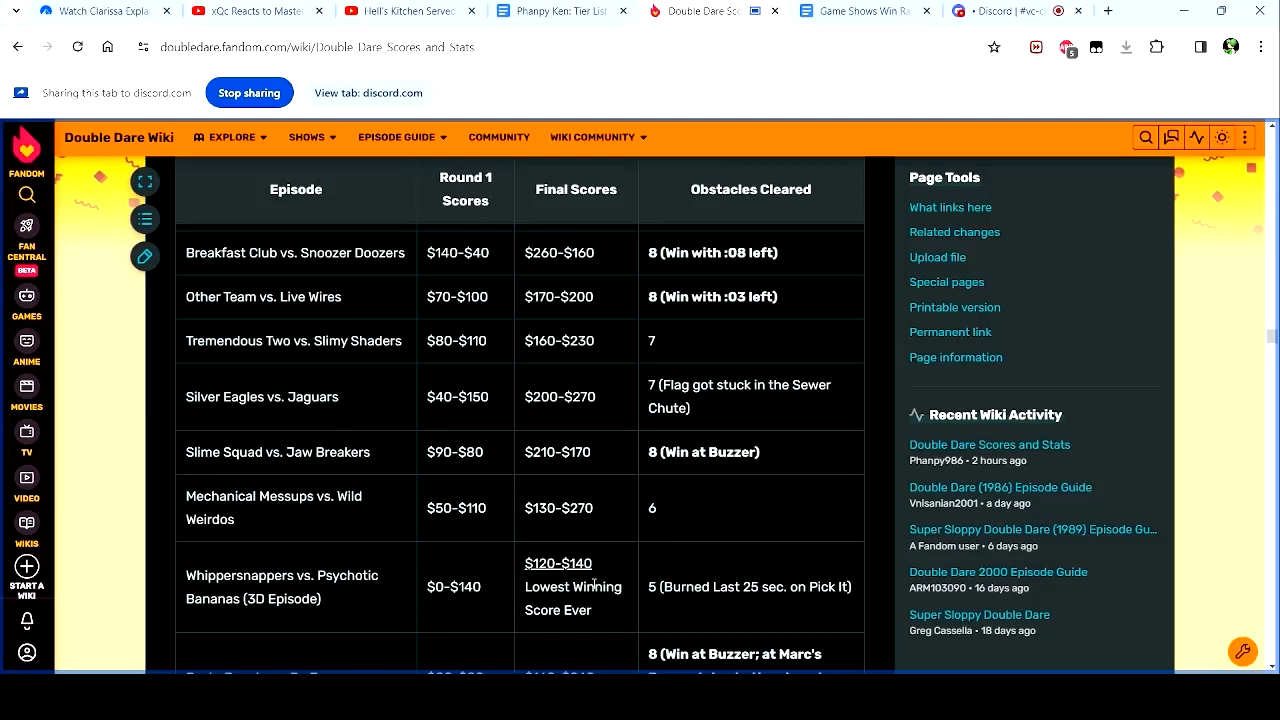 Watch Clarissa Expla
xQc Reacts to Master
Hell's Kitchen Served
Phanpy Ken: Tier List
Double Dare Sc
Game Shows Win Ra
• Discord | #vc-c
doubledare.fandom.com/wiki/Double_Dare_Scores_and_Stats
5
Sharing this tab to discord.com
Stop sharing
View tab: discord.com
Double Dare Wiki
EXPLORE
SHOWS
EPISODE GUIDE
COMMUNITY
WIKI COMMUNITY
FANDOM
FAN
CENTRAL
BETA
GAMES
ANIME
MOVIES
TV
VIDEO
WIKIS
START A
WIKI
Episode
Round 1
Scores
Final Scores
Obstacles Cleared
Breakfast Club vs. Snoozer Doozers
$140-$40
$260-$160
8 (Win with :08 left)
Other Team vs. Live Wires
$70-$100
$170-$200
8 (Win with :03 left)
Tremendous Two vs. Slimy Shaders
$80-$110
$160-$230
7
Silver Eagles vs. Jaguars
$40-$150
$200-$270
7 (Flag got stuck in the Sewer
Chute)
Slime Squad vs. Jaw Breakers
$90-$80
$210-$170
8 (Win at Buzzer)
Mechanical Messups vs. Wild
Weirdos
$50-$110
$130-$270
6
Whippersnappers vs. Psychotic
Bananas (3D Episode)
$0-$140
$120-$140
Lowest Winning
Score Ever
5 (Burned Last 25 sec. on Pick It)
8 (Win at Buzzer; at Marc's
Page Tools
What links here
Related changes
Upload file
Special pages
Printable version
Permanent link
Page information
Recent Wiki Activity
Double Dare Scores and Stats
Phanpy986 • 2 hours ago
Double Dare (1986) Episode Guide
Vnisanian2001 • a day ago
Super Sloppy Double Dare (1989) Episode Gu...
A Fandom user • 6 days ago
Double Dare 2000 Episode Guide
ARM103090 • 16 days ago
Super Sloppy Double Dare
Greg Cassella • 18 days ago